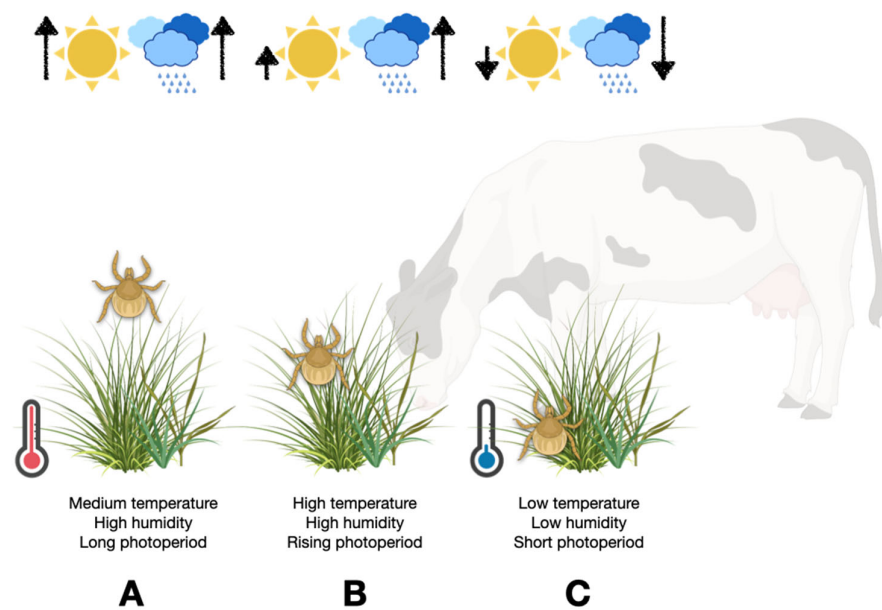 Medium temperature
High humidity
Long photoperiod
High temperature
High humidity
Rising photoperiod
Low temperature
Low humidity
Short photoperiod
A
B
C